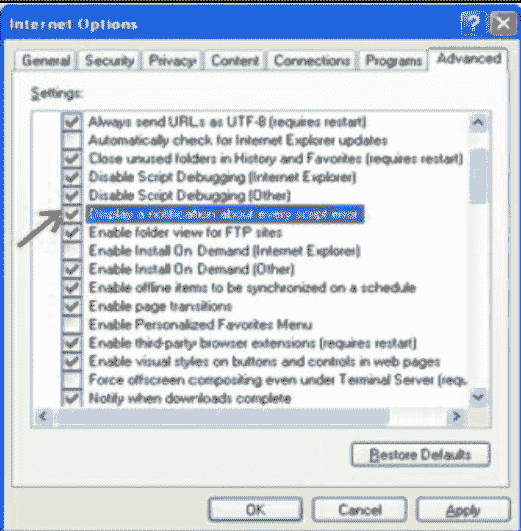 Internet Options
General Security Privacy Content Connections Programs Advanced
Settings:
Always send URLs as UTF-8 (requires restart)
Automatically check for Internet Explorer updates
Close unused folders in History and Favorites (requires restart)
Disable Script Debugging (Internet Explorer)
Disable Script Debugging (Other)
Display a notification about every script error
Enable folder view for FTP sites
Enable Install On Demand (Internet Explorer)
Enable Install On Demand (Other)
Enable offline items to be synchronized on a schedule
Enable page transitions
Enable Personalized Favorites Menu
Enable third-party browser extensions (requires restart)
Enable visual styles on buttons and controls in web pages
Force offscreen compositing even under Terminal Server (requ
Notify when downloads complete
Restore Defaults
OK Cancel Apply